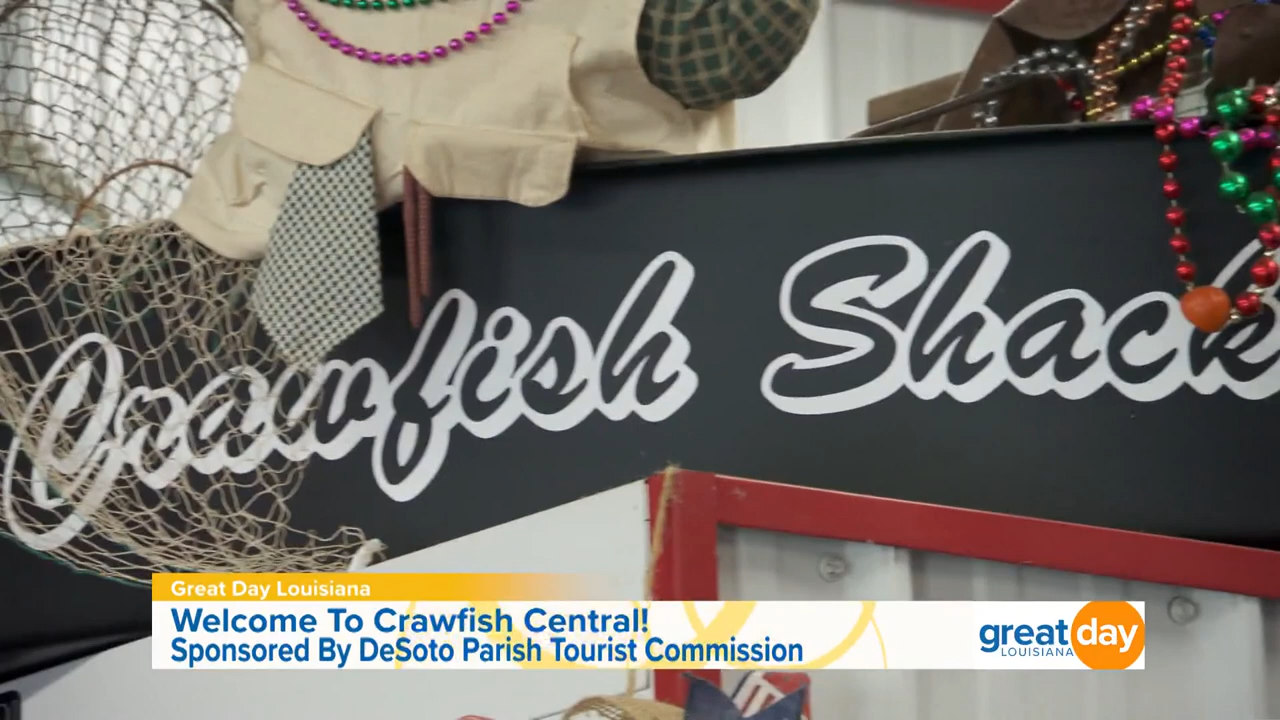 Crawfish Shack
Great Day Louisiana
Welcome To Crawfish Central!
Sponsored By DeSoto Parish Tourist Commission
great day
LOUISIANA